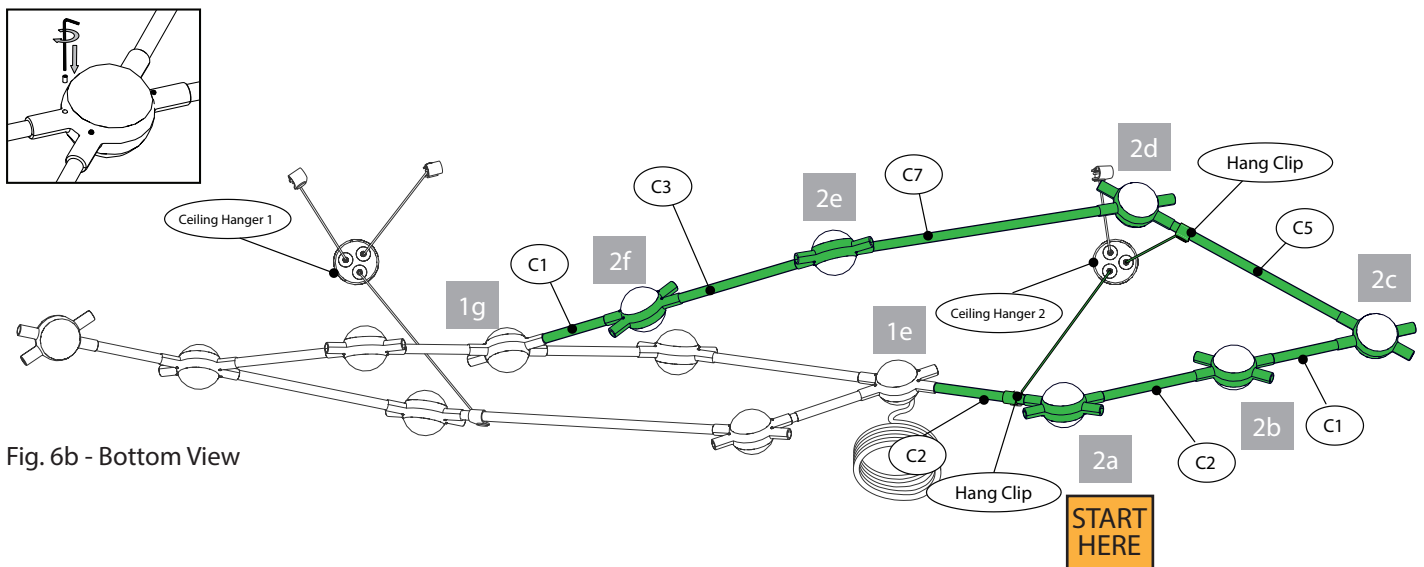 2d
Hang Clip
C7
C3
2e
Ceiling Hanger 1
C5
2f
C1
2c
1g
Ceiling Hanger 2
1e
2b
C1
Fig. 6b - Bottom View
C2
2a
C2
Hang Clip
START
HERE